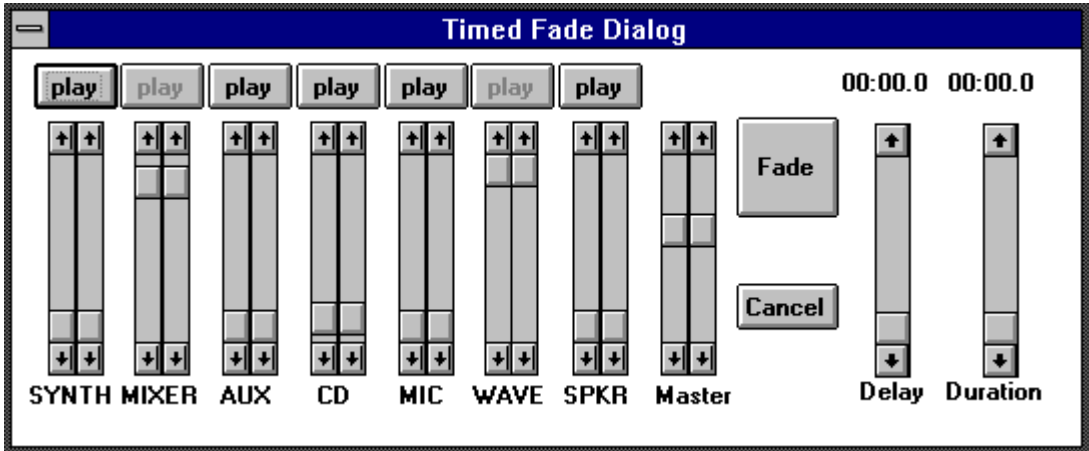 Timed Fade Dialog
play play play play play play play 00:00.0 00:00.0
Fade
Cancel
SYNTH MIXER AUX CD MIC WAVE SPKR Master Delay Duration